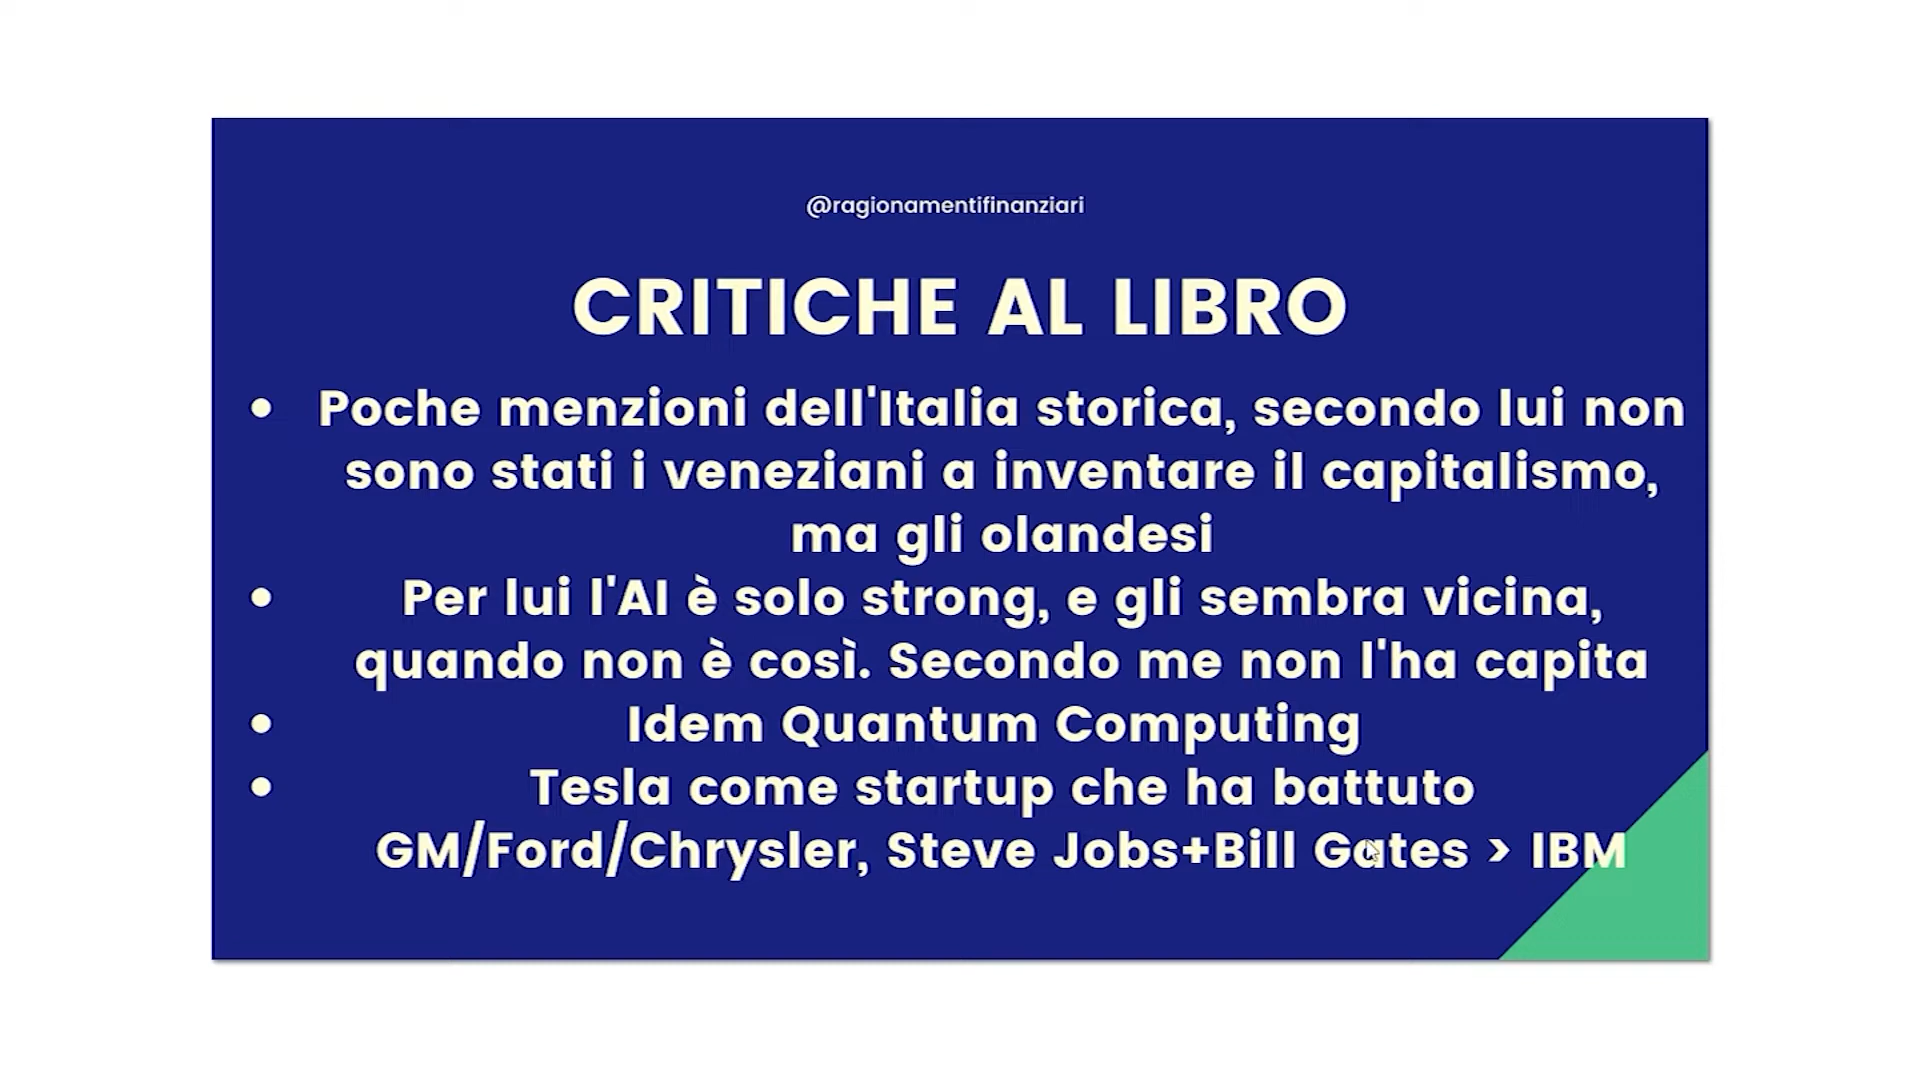 @ragionamentifinanziari
CRITICHE AL LIBRO
• Poche menzioni dell'Italia storica, secondo lui non
sono stati i veneziani a inventare il capitalismo,
ma gli olandesi
• Per lui l'AI è solo strong, e gli sembra vicina,
quando non è così. Secondo me non l'ha capita
• Idem Quantum Computing
• Tesla come startup che ha battuto
GM/Ford/Chrysler, Steve Jobs+Bill Gates > IBM